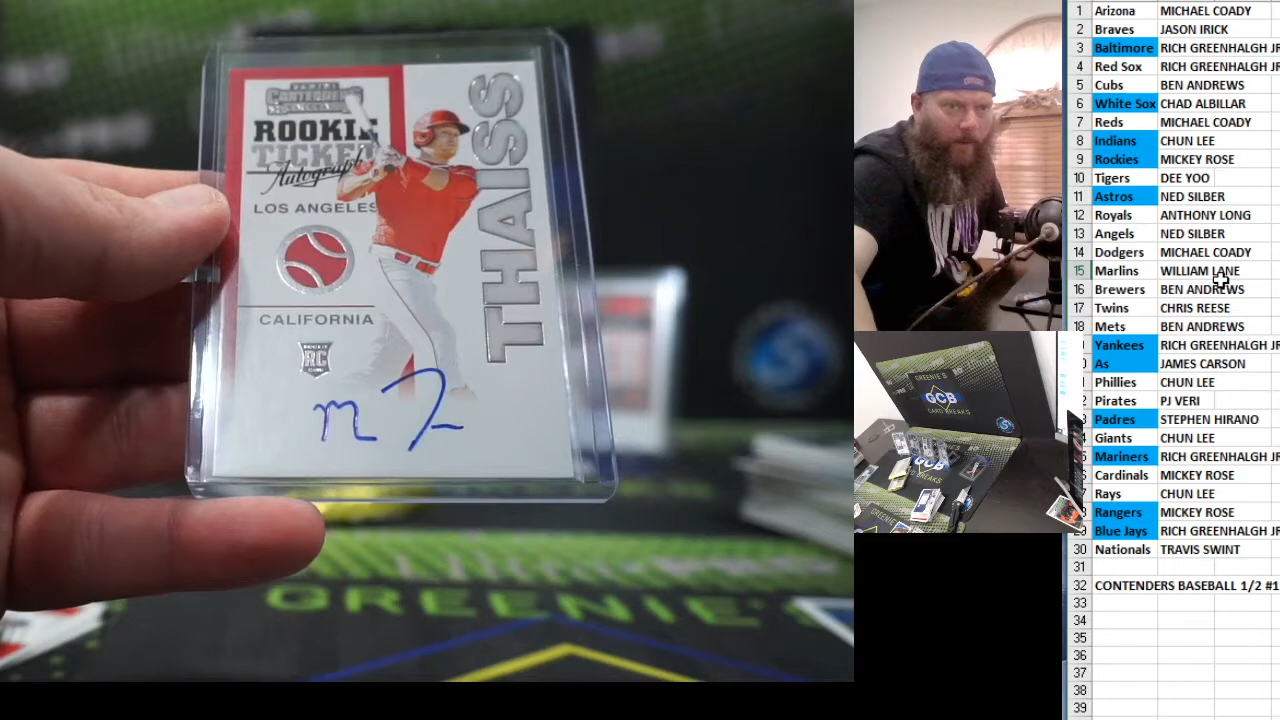 PANINI
CONTENDERS
ROOKIE
TICKET
Autograph
LOS ANGELES
CALIFORNIA
RC
THAISS
GREENIE'S
GREENIE'S
GCB
CARD BREAKS
1 Arizona MICHAEL COADY
2 Braves JASON IRICK
3 Baltimore RICH GREENHALGH JR
4 Red Sox RICH GREENHALGH JR
5 Cubs BEN ANDREWS
6 White Sox CHAD ALBILLAR
7 Reds MICHAEL COADY
8 Indians CHUN LEE
9 Rockies MICKEY ROSE
10 Tigers DEE YOO
11 Astros NED SILBER
12 Royals ANTHONY LONG
13 Angels NED SILBER
14 Dodgers MICHAEL COADY
15 Marlins WILLIAM LANE
16 Brewers BEN ANDREWS
17 Twins CHRIS REESE
18 Mets BEN ANDREWS
Yankees RICH GREENHALGH JR
As JAMES CARSON
Phillies CHUN LEE
Pirates PJ VERI
Padres STEPHEN HIRANO
Giants CHUN LEE
Mariners RICH GREENHALGH JR
Cardinals MICKEY ROSE
Rays CHUN LEE
Rangers MICKEY ROSE
29 Blue Jays RICH GREENHALGH JR
30 Nationals TRAVIS SWINT
31
32 CONTENDERS BASEBALL 1/2 #1
33
34
35
36
37
38
39